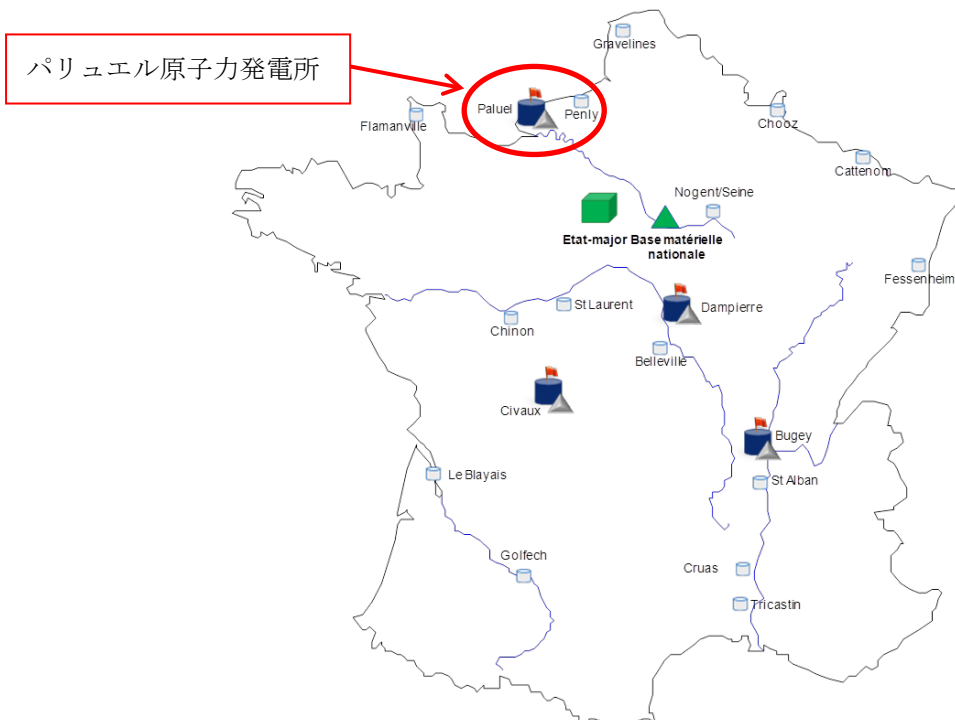 パリュエル原子力発電所
Gravelines
Paluel
Penly
Flamanville
Chooz
Cattenom
Nogent/Seine
Etat-major Base matérielle
nationale
Fessenheim
St Laurent
Dampierre
Chinon
Belleville
Civaux
Bugey
Le Blayais
St Alban
Golfech
Cruas
Tricastin